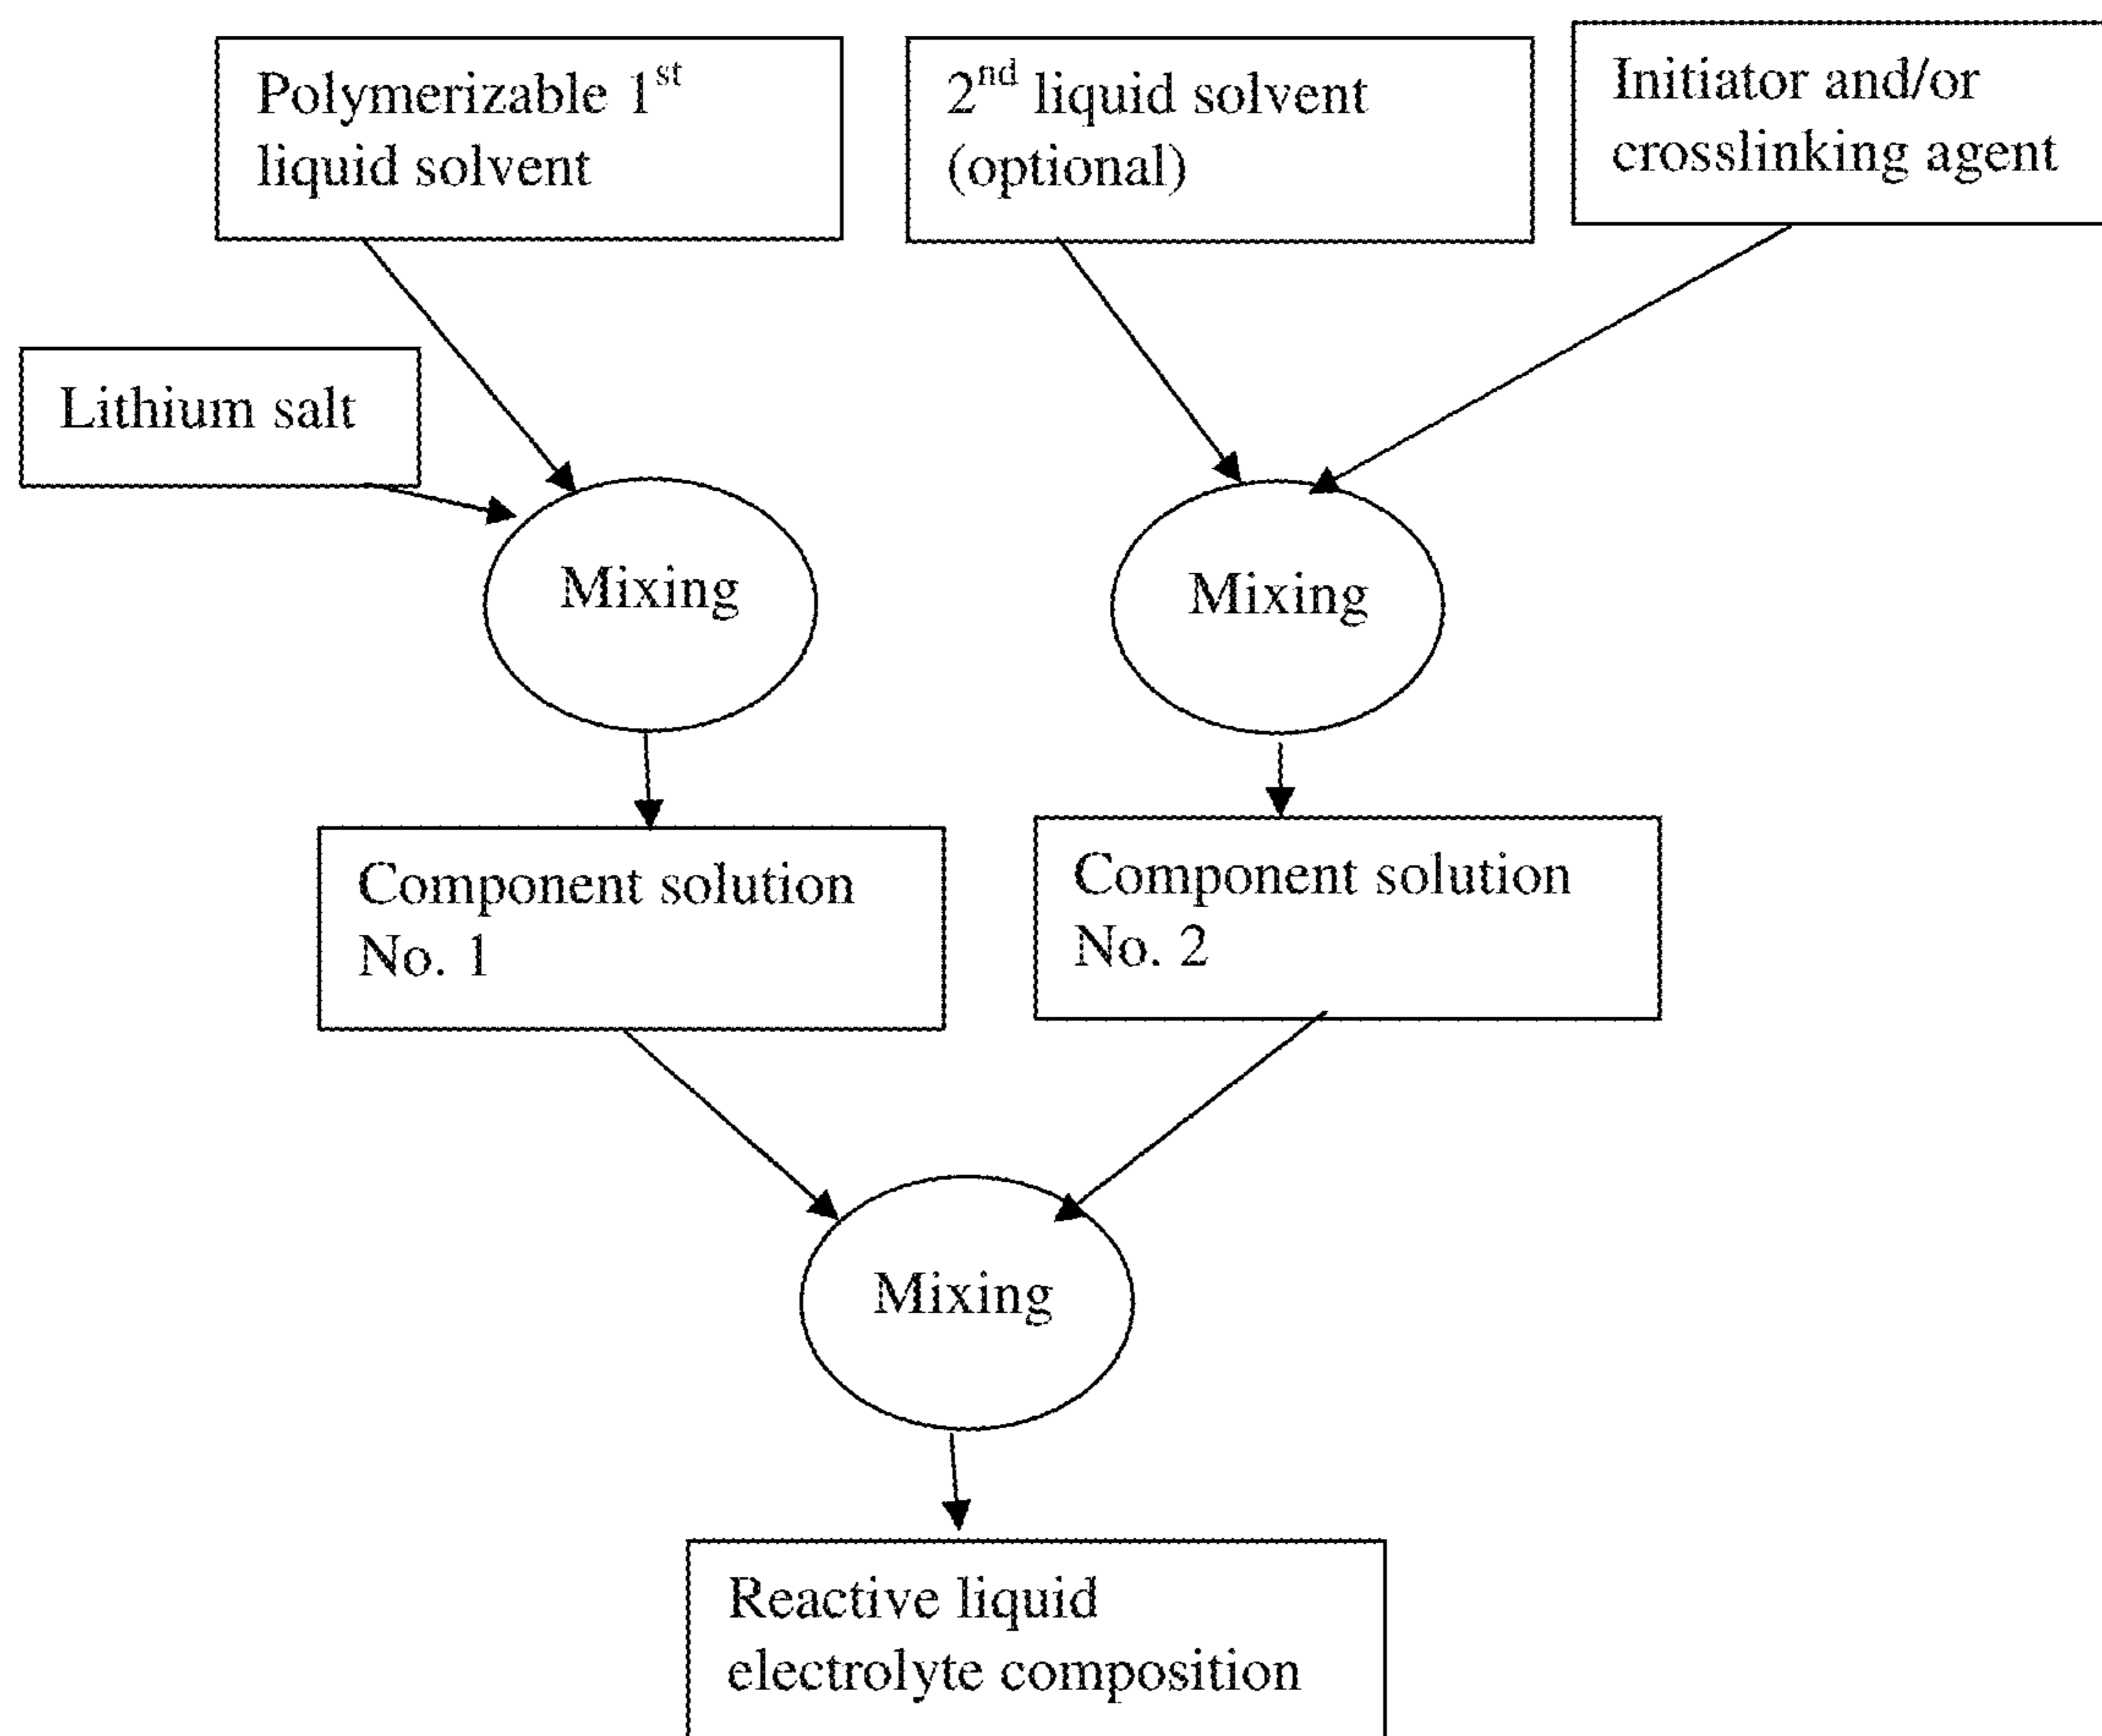 Polymerizable 1st
liquid solvent
2nd liquid solvent
(optional)
Initiator and/or
crosslinking agent
Lithium salt
Mixing
Mixing
Component solution
No. 1
Component solution
No. 2
Mixing
Reactive liquid
electrolyte composition